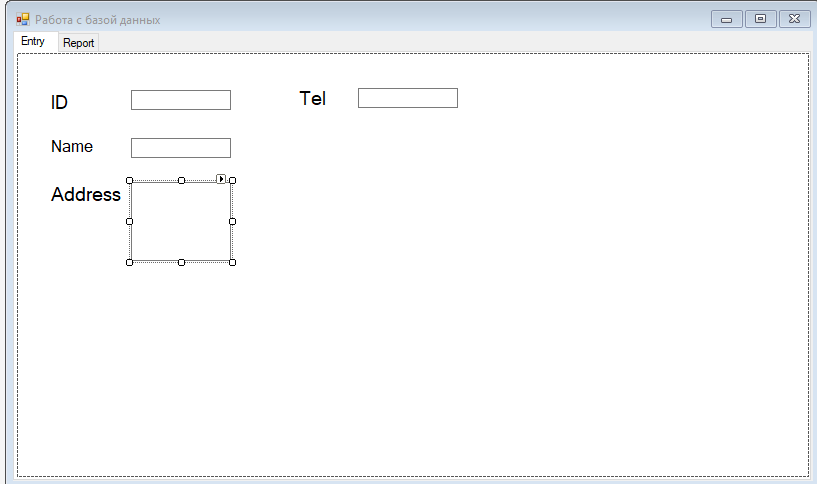 Работа с базой данных
Entry Report
ID Tel
Name
Address